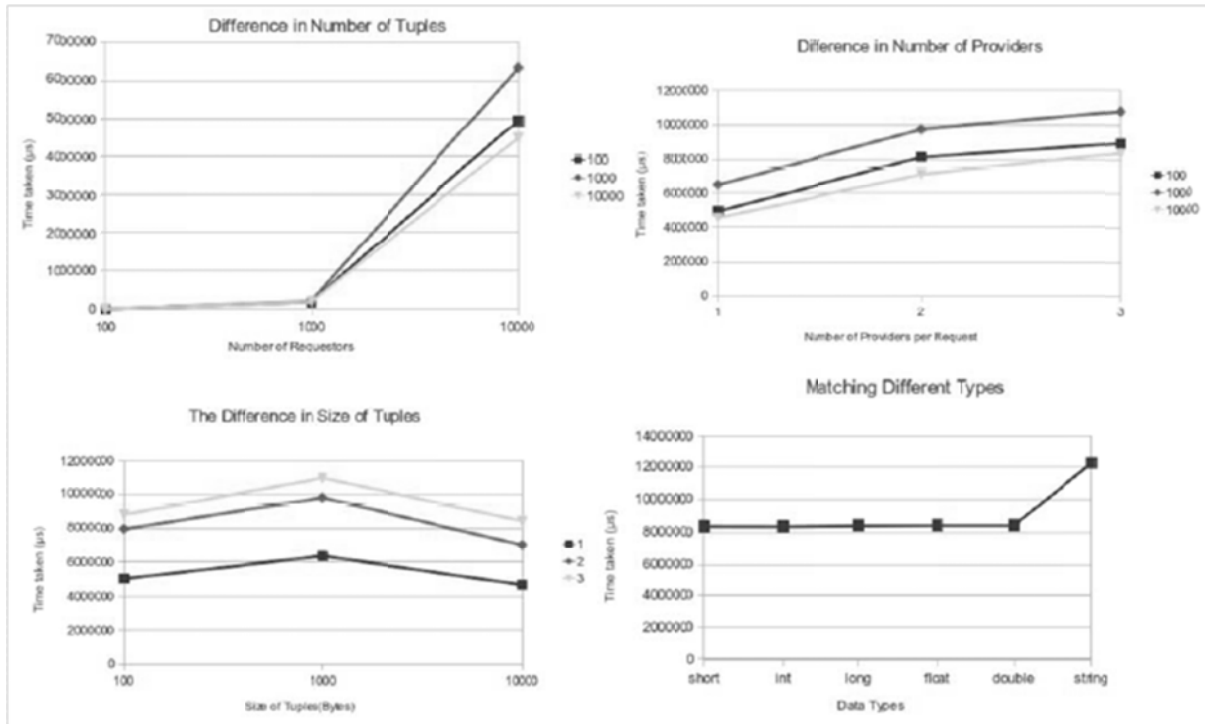 Difference in Number of Tuples
7000000
6000000
5000000
4000000
3000000
2000000
1000000
0
Time taken (µs)
100
1000
10000
Number of Requestors
100
1000
10000
Difference in Number of Providers
12000000
10000000
8000000
6000000
4000000
2000000
0
Time taken (µs)
1
2
3
Number of Providers per Request
100
1000
10000
The Difference in Size of Tuples
12000000
10000000
8000000
6000000
4000000
2000000
0
Time taken (µs)
100
1000
10000
Size of Tuples(Bytes)
1
2
3
Matching Different Types
14000000
12000000
10000000
8000000
6000000
4000000
2000000
0
Time taken (µs)
short
int
long
float
double
string
Data Types